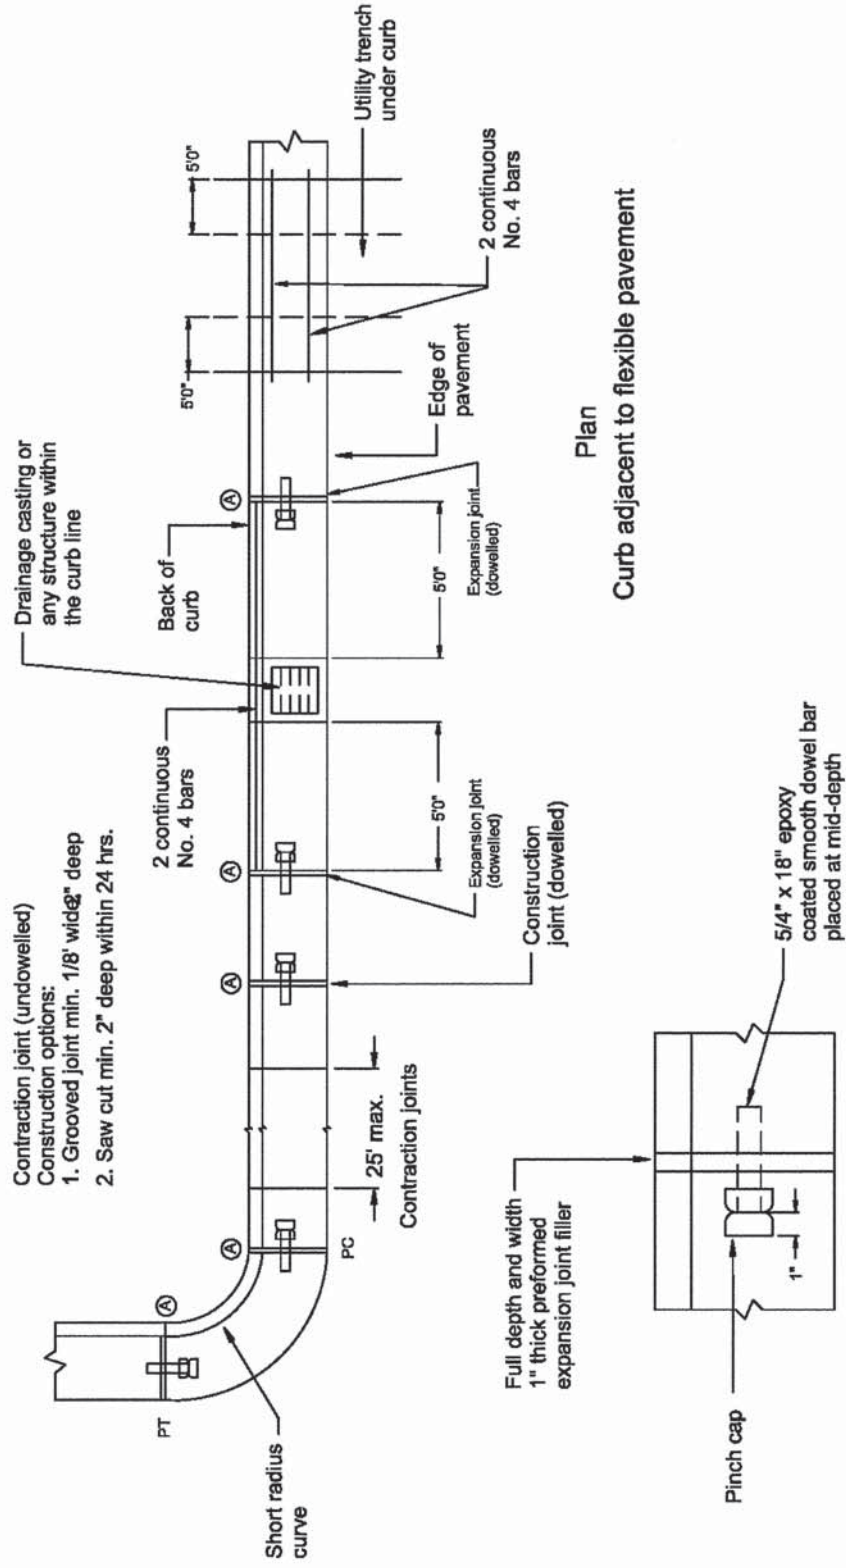 Contraction joint (undowelled)
Construction options:
1. Grooved joint min. 1/8' wide2" deep
2. Saw cut min. 2" deep within 24 hrs.
Drainage casting or
any structure within
the curb line
2 continuous
No. 4 bars
Back of
curb
5'0"
5'0"
Utility trench
under curb
A
A
A
A
A
PT
PC
Short radius
curve
25' max.
Contraction joints
Construction
joint (dowelled)
Expansion joint
(dowelled)
5'0"
5'0"
Expansion joint
(dowelled)
Edge of
pavement
2 continuous
No. 4 bars
Plan
Curb adjacent to flexible pavement
Full depth and width
1" thick preformed
expansion joint filler
Pinch cap
1"
5/4" x 18" epoxy
coated smooth dowel bar
placed at mid-depth